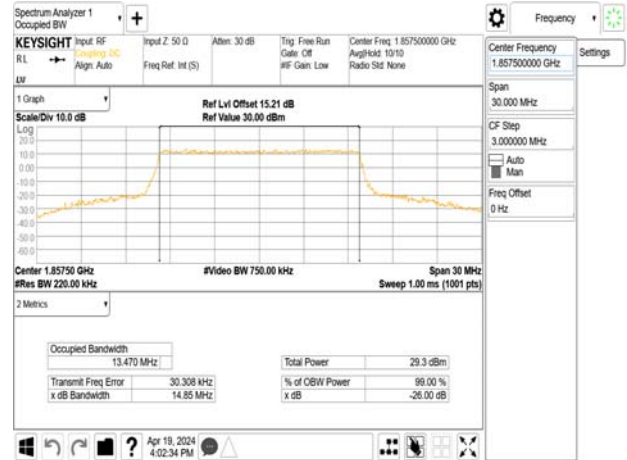 Spectrum Analyzer 1
Occupied BW
Frequency
KEYSIGHT
RL
Input: RF
Coupling: DC
Align: Auto
Input Z: 50 Ω
Freq Ref: Int (S)
Atten: 30 dB
Trig: Free Run
Gate: Off
#IF Gain: Low
Center Freq: 1.857500000 GHz
Avg|Hold: 10/10
Radio Std: None
Center Frequency
1.857500000 GHz
Settings
Span
30.000 MHz
CF Step
3.000000 MHz
Auto
Man
Freq Offset
0 Hz
1 Graph
Scale/Div 10.0 dB
Ref Lvl Offset 15.21 dB
Ref Value 30.00 dBm
Log
20.0
10.0
0.00
-10.0
-20.0
-30.0
-40.0
-50.0
-60.0
Center 1.85750 GHz
#Res BW 220.00 kHz
#Video BW 750.00 kHz
Span 30 MHz
Sweep 1.00 ms (1001 pts)
2 Metrics
Occupied Bandwidth
13.470 MHz
Total Power 29.3 dBm
Transmit Freq Error 30.308 kHz
% of OBW Power 99.00 %
x dB Bandwidth 14.85 MHz
x dB -26.00 dB
?
Apr 19, 2024
4:02:34 PM